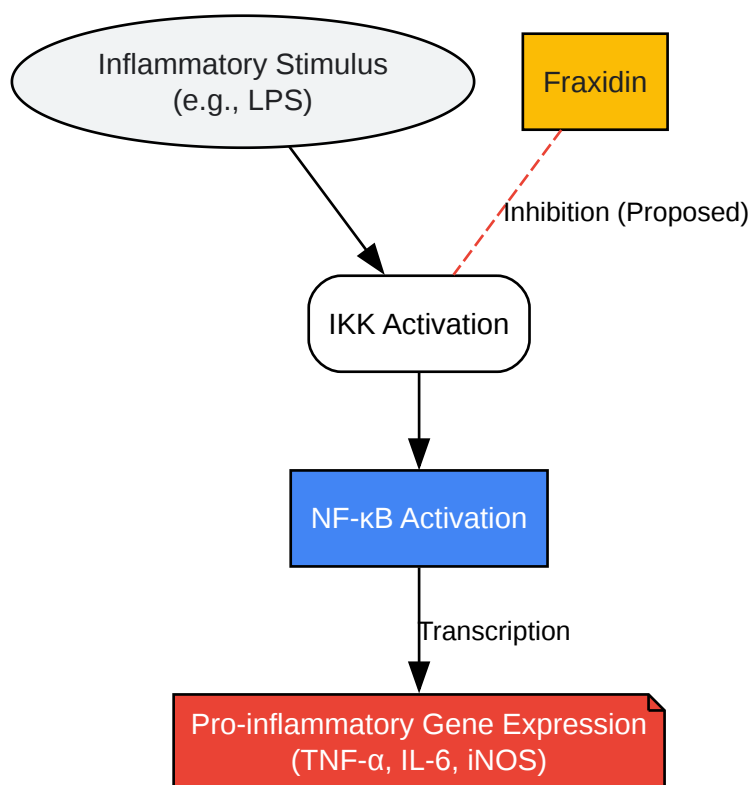 Inflammatory Stimulus
(e.g., LPS)
Fraxidin
Inhibition (Proposed)
IKK Activation
NF-κB Activation
Transcription
Pro-inflammatory Gene Expression
(TNF-α, IL-6, iNOS)